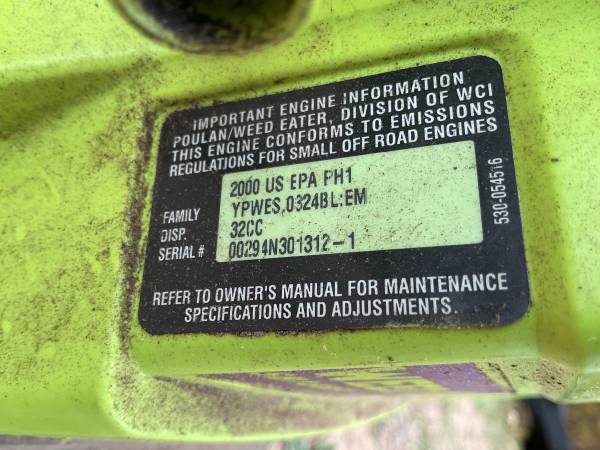 IMPORTANT ENGINE INFORMATION
POULAN/WEED EATER, DIVISION OF WCI
THIS ENGINE CONFORMS TO EMISSIONS
REGULATIONS FOR SMALL OFF ROAD ENGINES
2000 US EPA PH1
FAMILY YPWES.0324BL:EM
DISP. 32CC
SERIAL # 00294N301312-1
530-054516
REFER TO OWNER'S MANUAL FOR MAINTENANCE
SPECIFICATIONS AND ADJUSTMENTS.